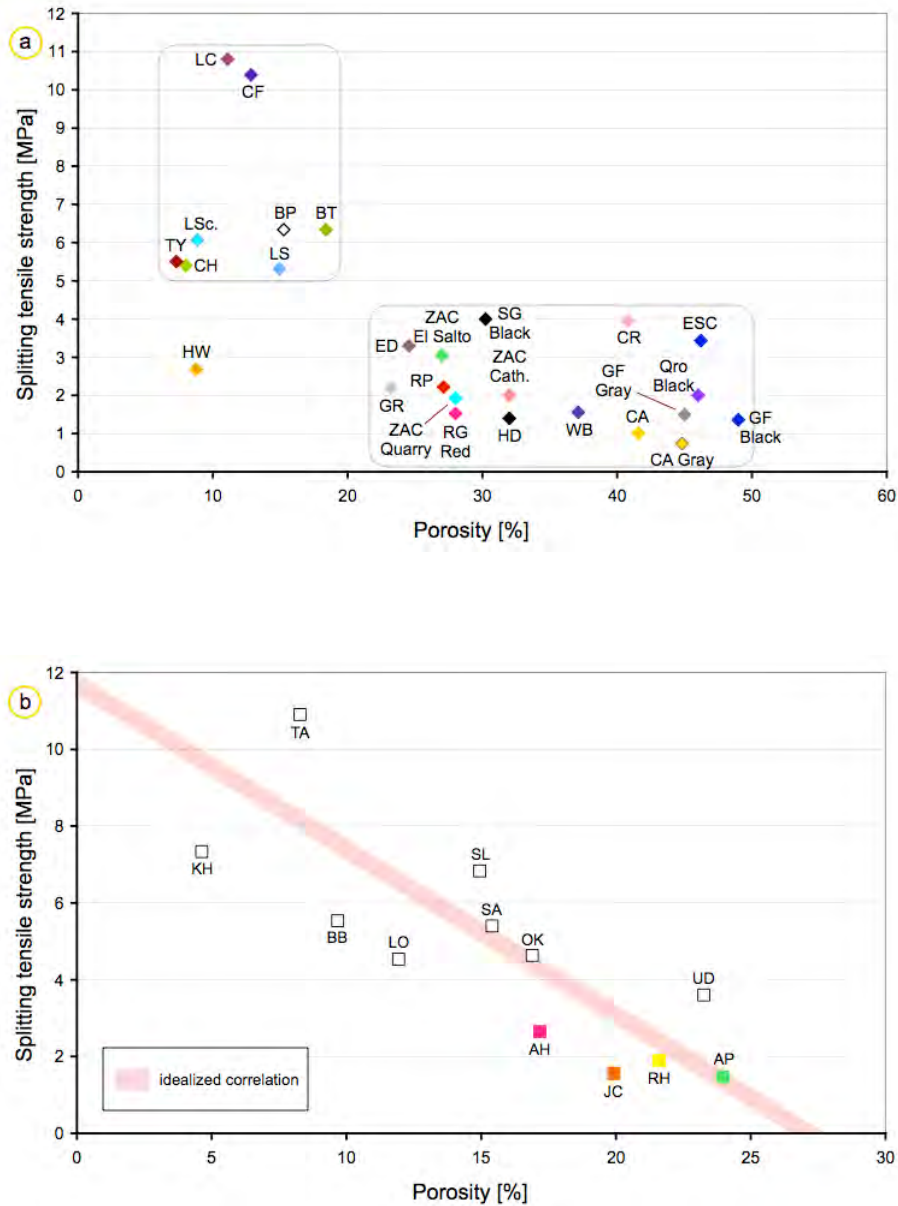 a
Splitting tensile strength [MPa]
12
11
10
9
8
7
6
5
4
3
2
1
0
LC
CF
LSc.
BP
BT
TY
CH
LS
HW
ZAC
El Salto
SG
Black
CR
ESC
ED
ZAC
Cath.
GF
Gray
Qro
Black
RP
GR
ZAC
Quarry
RG
Red
HD
WB
CA
GF
Black
CA Gray
0 10 20 30 40 50 60
Porosity [%]
b
Splitting tensile strength [MPa]
12
10
8
6
4
2
0
TA
KH
SL
BB
SA
LO
OK
UD
AH
AP
JC
RH
idealized correlation
0 5 10 15 20 25 30
Porosity [%]